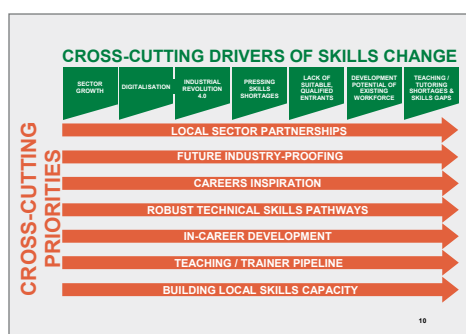 CROSS-CUTTING DRIVERS OF SKILLS CHANGE
SECTOR
GROWTH
DIGITALISATION
INDUSTRIAL
REVOLUTION
4.0
PRESSING
SKILLS
SHORTAGES
LACK OF
SUITABLE,
QUALIFIED
ENTRANTS
DEVELOPMENT
POTENTIAL OF
EXISTING
WORKFORCE
TEACHING /
TUTORING
SHORTAGES &
SKILLS GAPS
CROSS-CUTTING
PRIORITIES
LOCAL SECTOR PARTNERSHIPS
FUTURE INDUSTRY-PROOFING
CAREERS INSPIRATION
ROBUST TECHNICAL SKILLS PATHWAYS
IN-CAREER DEVELOPMENT
TEACHING / TRAINER PIPELINE
BUILDING LOCAL SKILLS CAPACITY
10